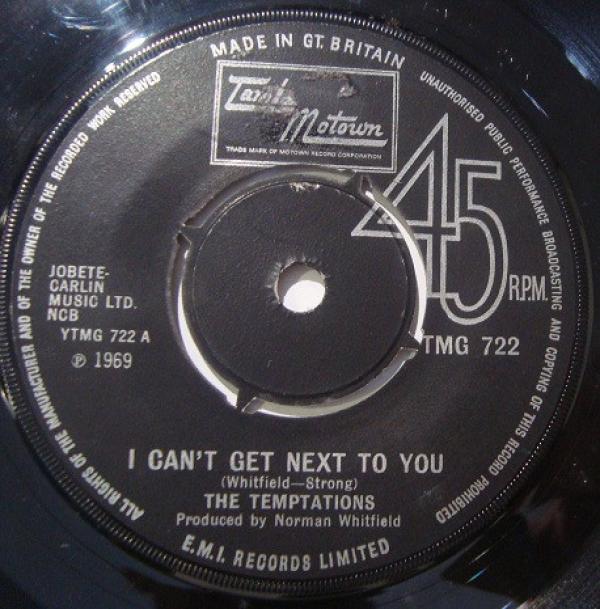 MADE IN GT. BRITAIN
UNAUTHORISED PUBLIC PERFORMANCE BROADCASTING AND COPYING OF THIS RECORD PROHIBITED
ALL RIGHTS OF THE MANUFACTURER AND OF THE OWNER OF THE RECORDED WORK RESERVED
Tamla
Motown
TRADE MARK OF MOTOWN RECORD CORPORATION
45
R.P.M.
JOBETE-
CARLIN
MUSIC LTD.
NCB
YTMG 722 A
℗ 1969
TMG 722
I CAN'T GET NEXT TO YOU
(Whitfield—Strong)
THE TEMPTATIONS
Produced by Norman Whitfield
E.M.I. RECORDS LIMITED